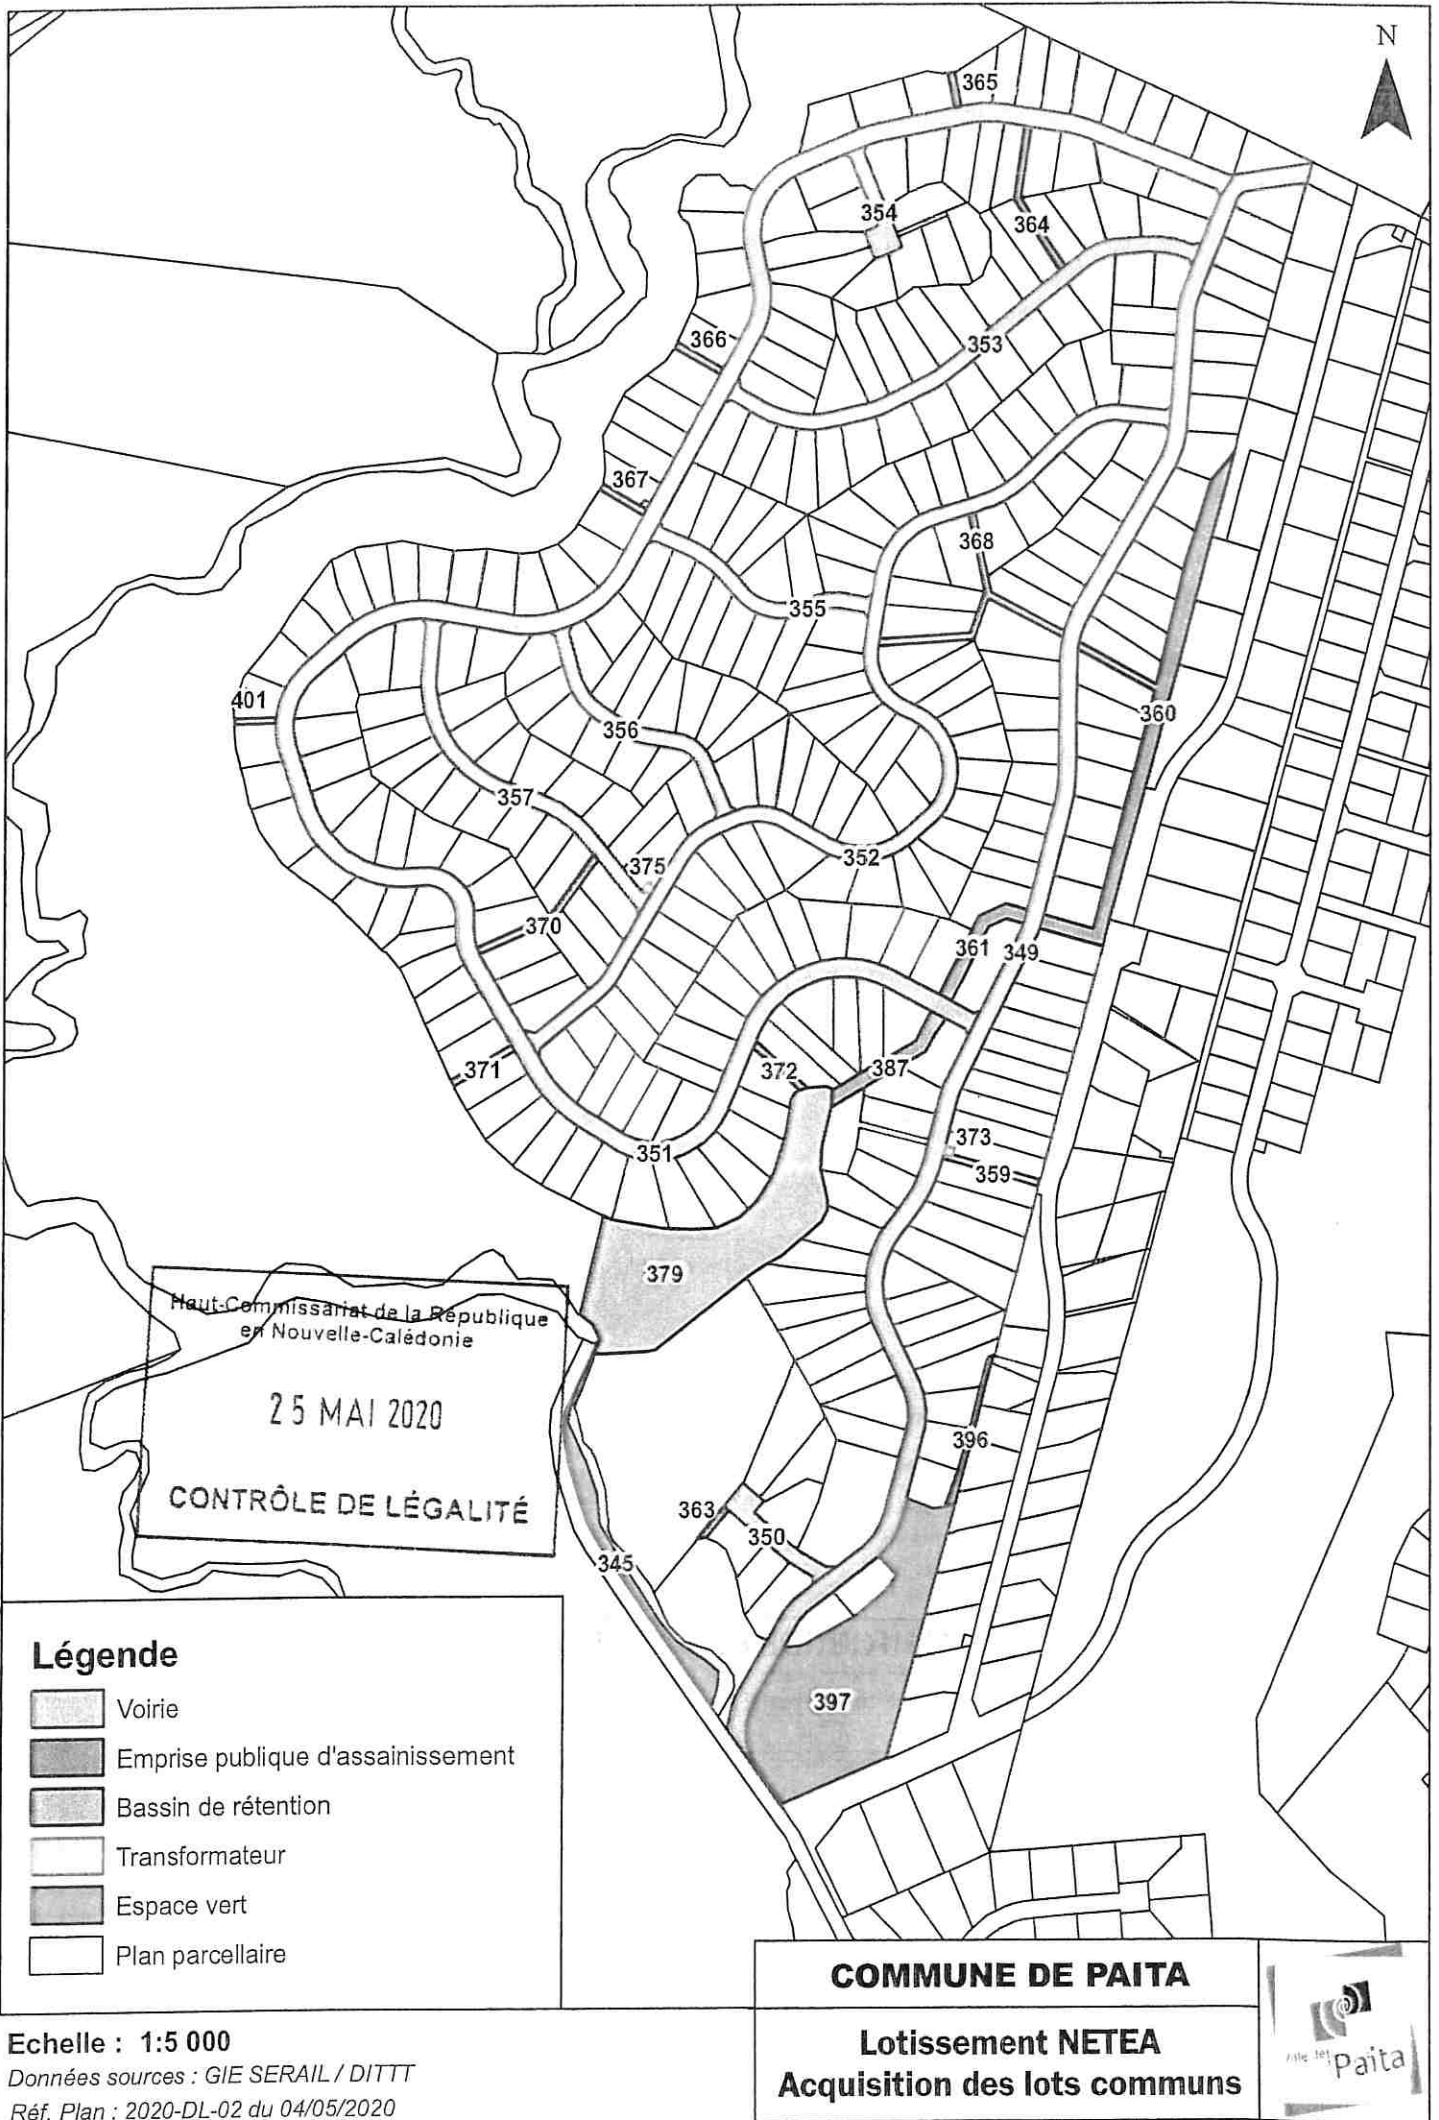 N
365
354
364
366
353
367
368
355
401
360
356
357
352
375
370
361
349
371
372
387
373
351
359
379
Haut-Commissariat de la République
en Nouvelle-Calédonie
25 MAI 2020
CONTRÔLE DE LÉGALITÉ
396
363
350
345
397
Légende
Voirie
Emprise publique d'assainissement
Bassin de rétention
Transformateur
Espace vert
Plan parcellaire
COMMUNE DE PAITA
Lotissement NETEA
Acquisition des lots communs
Paita
Echelle : 1:5 000
Données sources : GIE SERAIL / DITTT
Réf. Plan : 2020-DL-02 du 04/05/2020